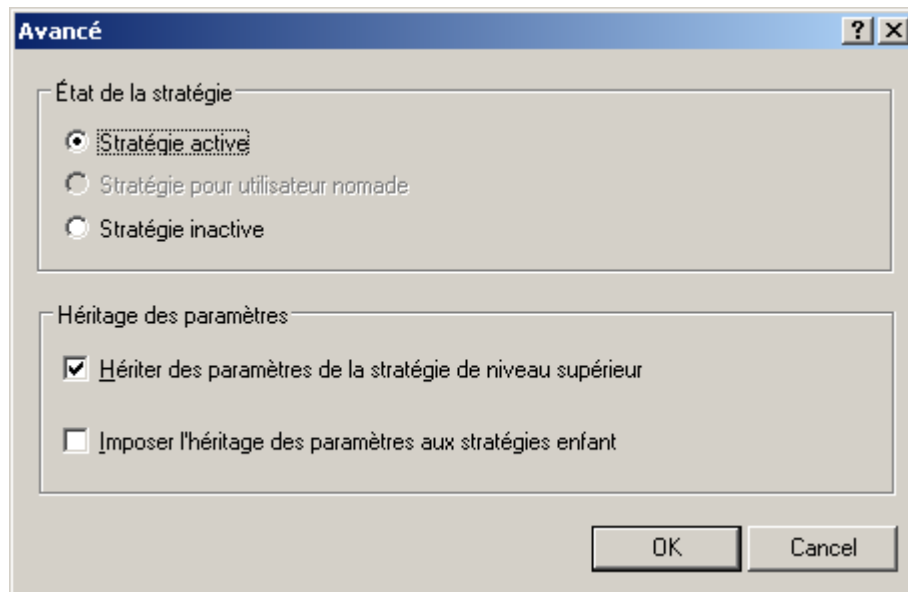 Avancé
État de la stratégie
Stratégie active
Stratégie pour utilisateur nomade
Stratégie inactive
Héritage des paramètres
Hériter des paramètres de la stratégie de niveau supérieur
Imposer l'héritage des paramètres aux stratégies enfant
OK Cancel